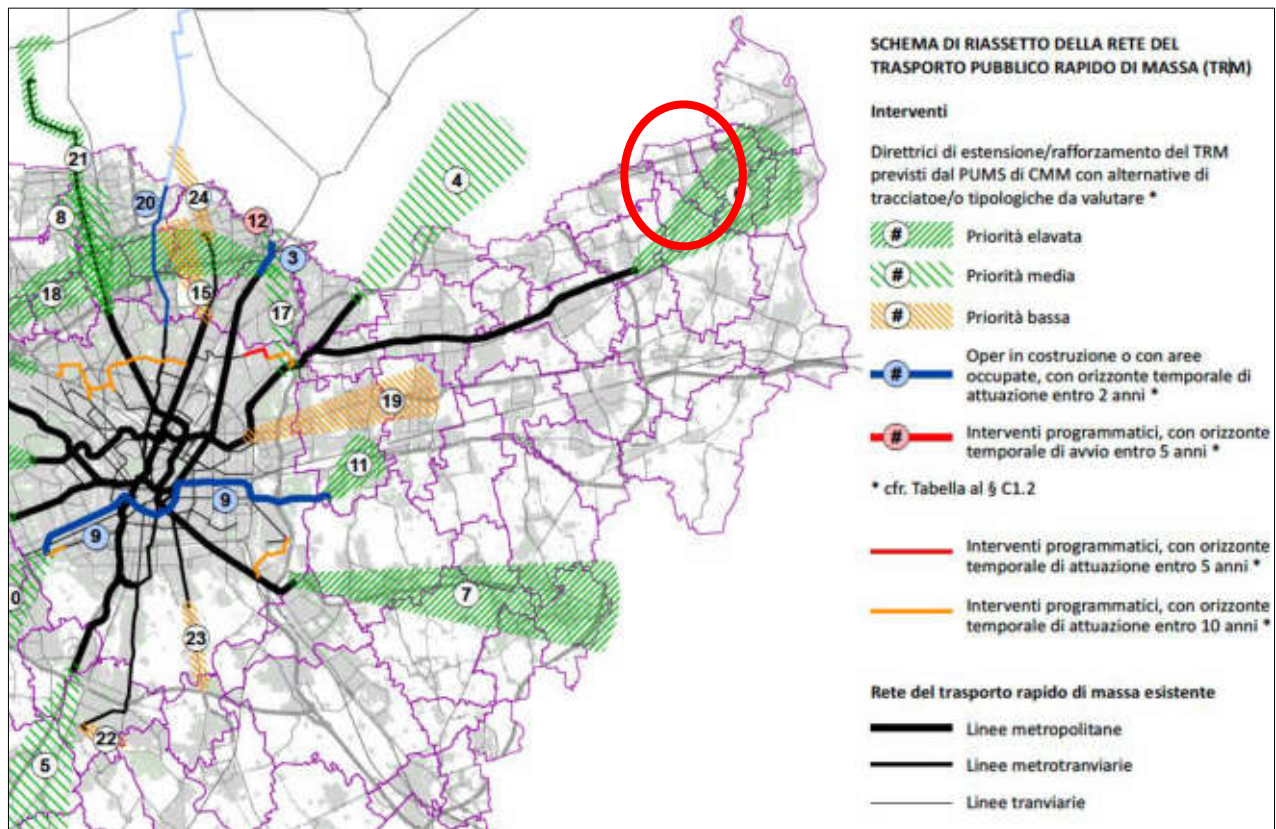 SCHEMA DI RIASSETTO DELLA RETE DEL
TRASPORTO PUBBLICO RAPIDO DI MASSA (TRM)
Interventi
Direttrici di estensione/rafforzamento del TRM
previsti dal PUMS di CMM con alternative di
tracciatoe/o tipologiche da valutare *
# Priorità elavata
# Priorità media
# Priorità bassa
# Oper in costruzione o con aree
occupate, con orizzonte temporale di
attuazione entro 2 anni *
# Interventi programmatici, con orizzonte
temporale di avvio entro 5 anni *
* cfr. Tabella al § C1.2
Interventi programmatici, con orizzonte
temporale di attuazione entro 5 anni *
Interventi programmatici, con orizzonte
temporale di attuazione entro 10 anni *
Rete del trasporto rapido di massa esistente
Linee metropolitane
Linee metrotranviarie
Linee tranviarie
21
4
20
24
8
12
3
18
15
17
19
11
9
9
7
0
23
22
5